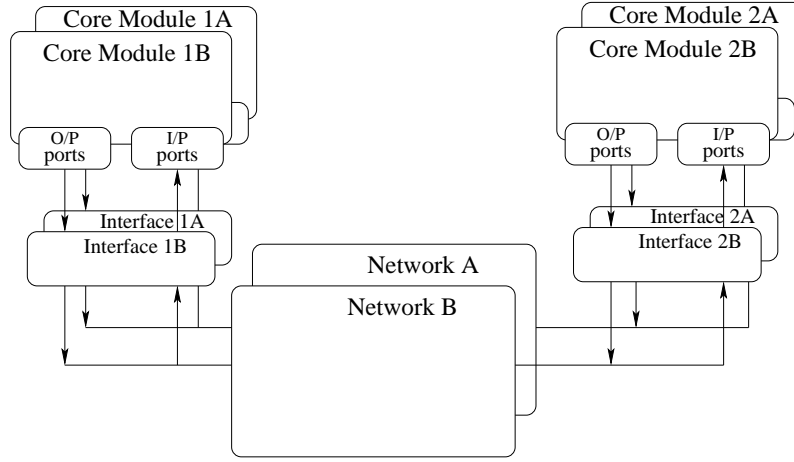 Core Module 1A
Core Module 1B
O/P
ports
I/P
ports
Interface 1A
Interface 1B
Network A
Network B
Core Module 2A
Core Module 2B
O/P
ports
I/P
ports
Interface 2A
Interface 2B